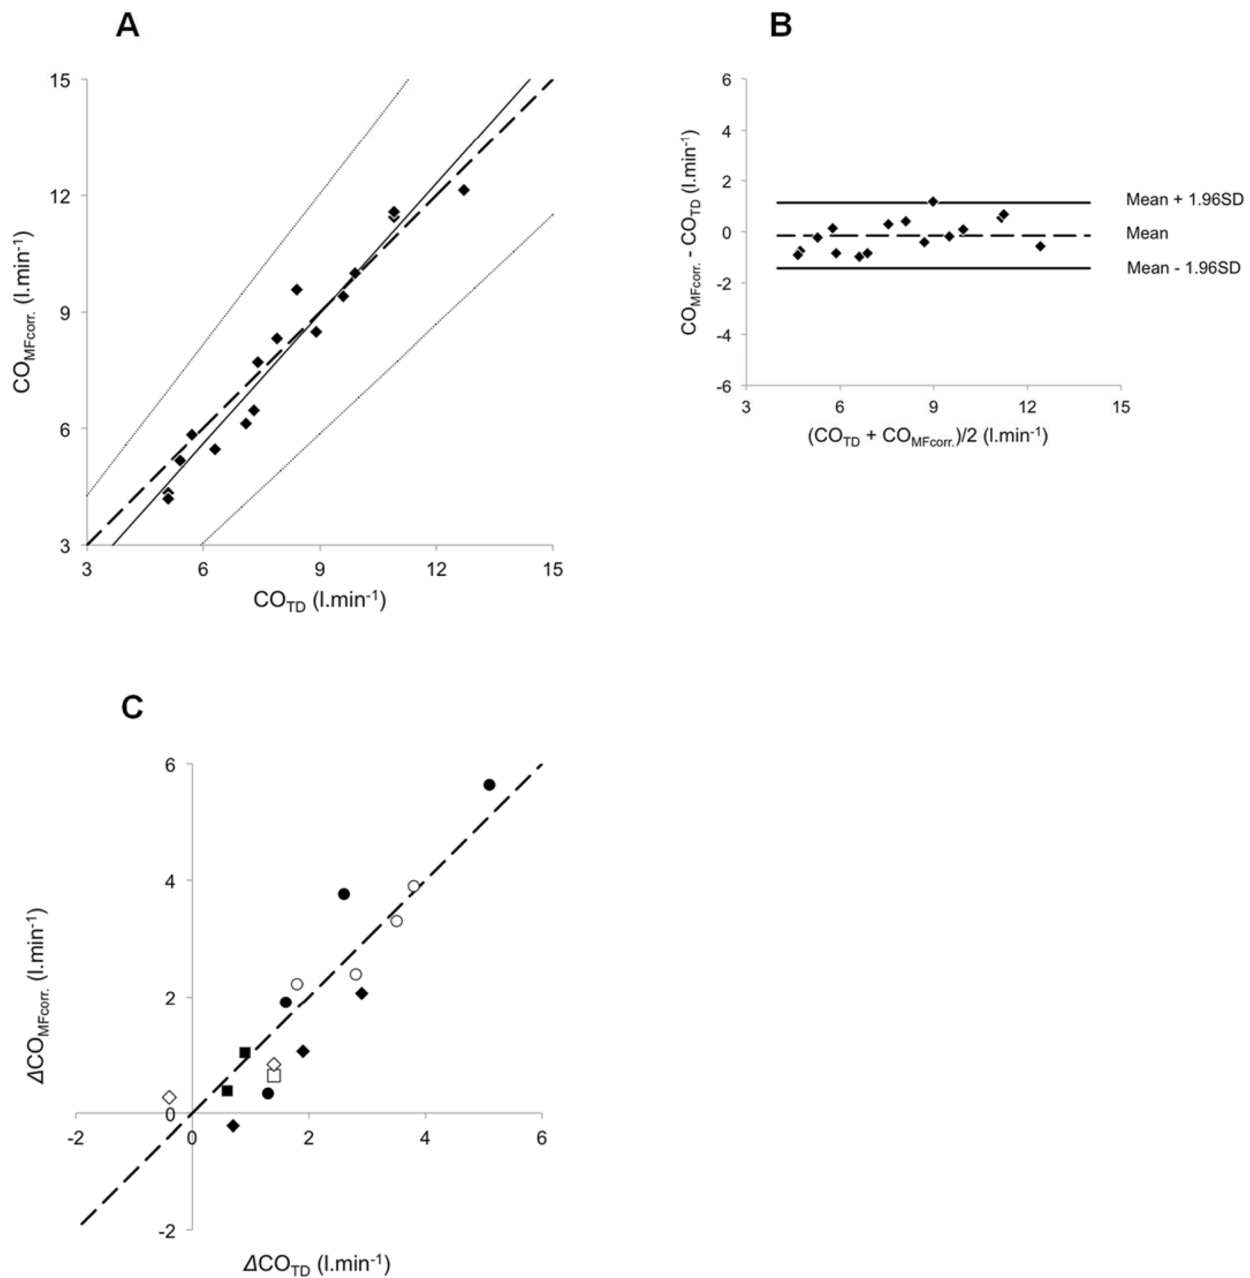 A
15
12
9
6
3
3 6 9 12 15
CO_MFcorr. (l.min⁻¹)
CO_TD (l.min⁻¹)
B
6
4
2
0
-2
-4
-6
3 6 9 12 15
CO_MFcorr. - CO_TD (l.min⁻¹)
(CO_TD + CO_MFcorr.)/2 (l.min⁻¹)
Mean + 1.96SD
Mean
Mean - 1.96SD
C
6
4
2
0
-2
-2 0 2 4 6
ΔCO_MFcorr. (l.min⁻¹)
ΔCO_TD (l.min⁻¹)